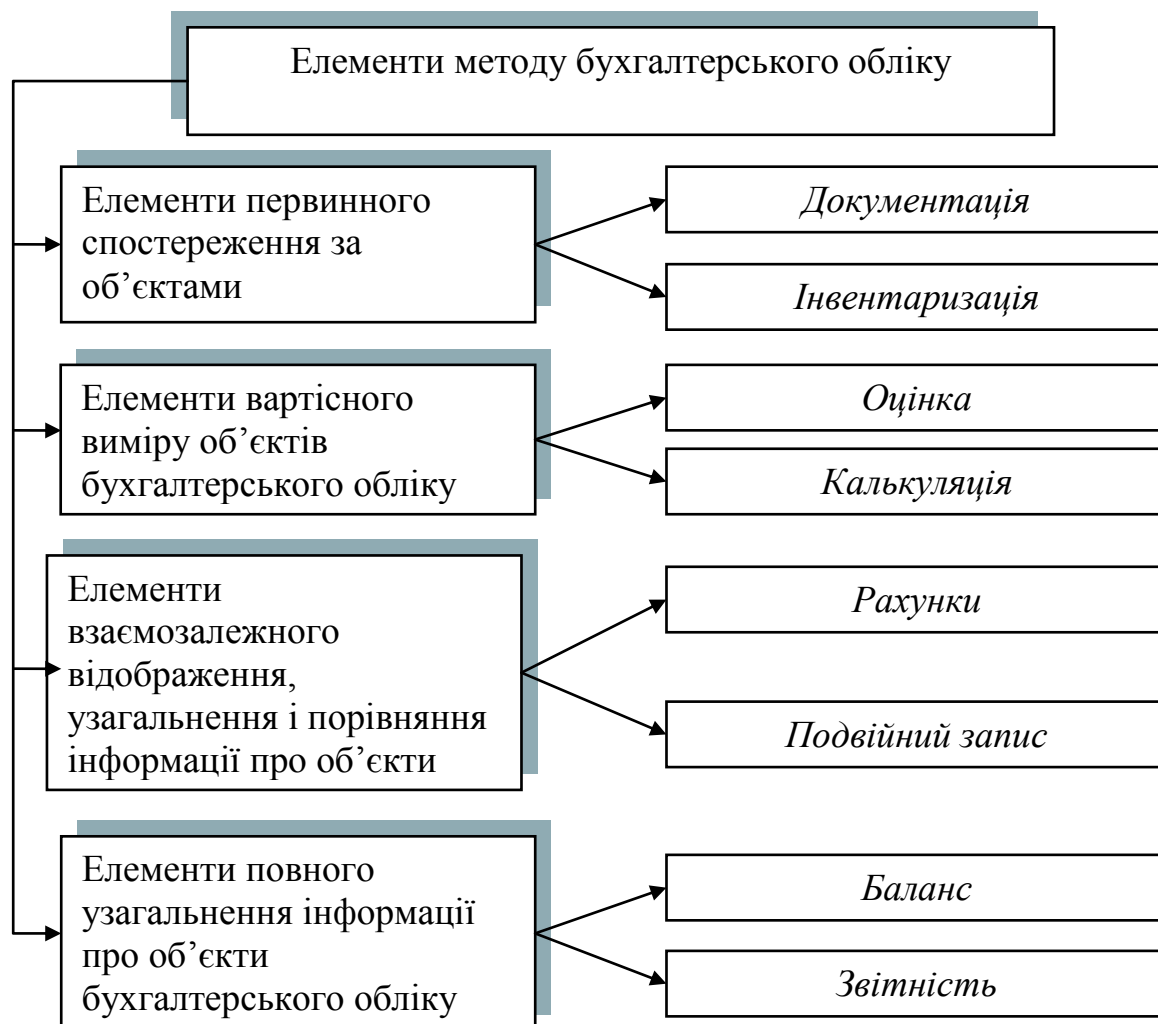 Елементи методу бухгалтерського обліку
Елементи первинного
спостереження за
об’єктами
Документація
Інвентаризація
Елементи вартісного
виміру об’єктів
бухгалтерського обліку
Оцінка
Калькуляція
Елементи
взаємозалежного
відображення,
узагальнення і порівняння
інформації про об’єкти
Рахунки
Подвійний запис
Елементи повного
узагальнення інформації
про об’єкти
бухгалтерського обліку
Баланс
Звітність